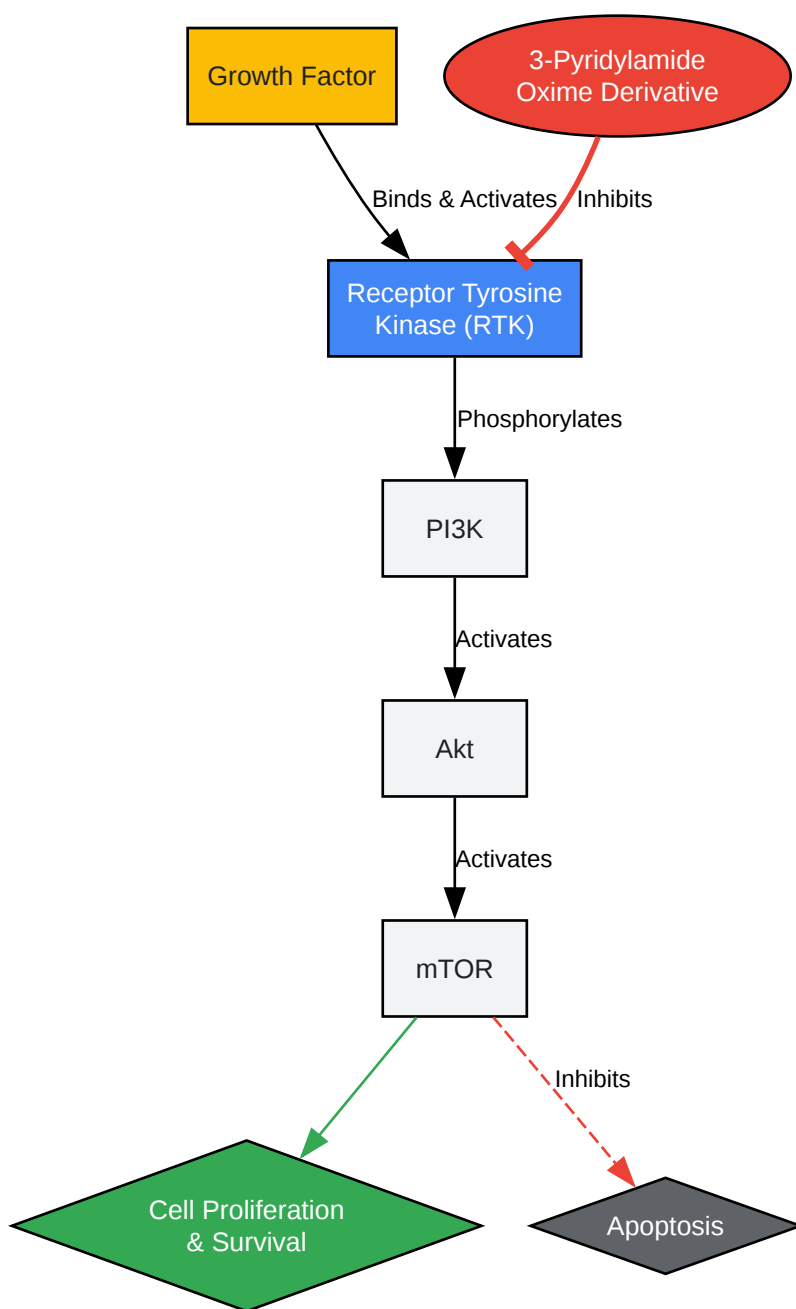 Growth Factor
3-Pyridylamide
Oxime Derivative
Binds & Activates
Inhibits
Receptor Tyrosine
Kinase (RTK)
Phosphorylates
PI3K
Activates
Akt
Activates
mTOR
Inhibits
Cell Proliferation
& Survival
Apoptosis